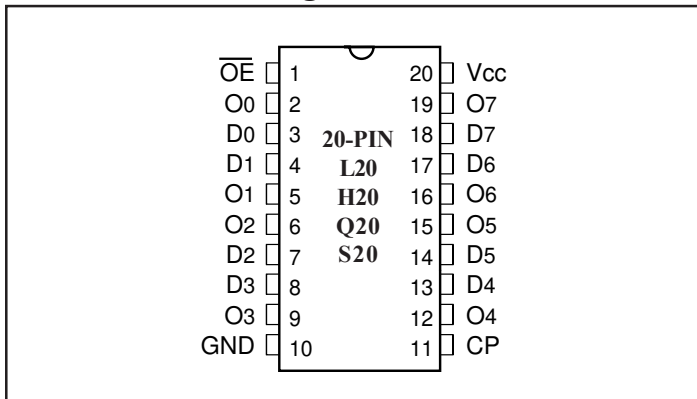 OE 1 20 Vcc
O0 2 19 O7
D0 3 20-PIN 18 D7
D1 4 L20 17 D6
O1 5 H20 16 O6
O2 6 Q20 15 O5
D2 7 S20 14 D5
D3 8 13 D4
O3 9 12 O4
GND 10 11 CP